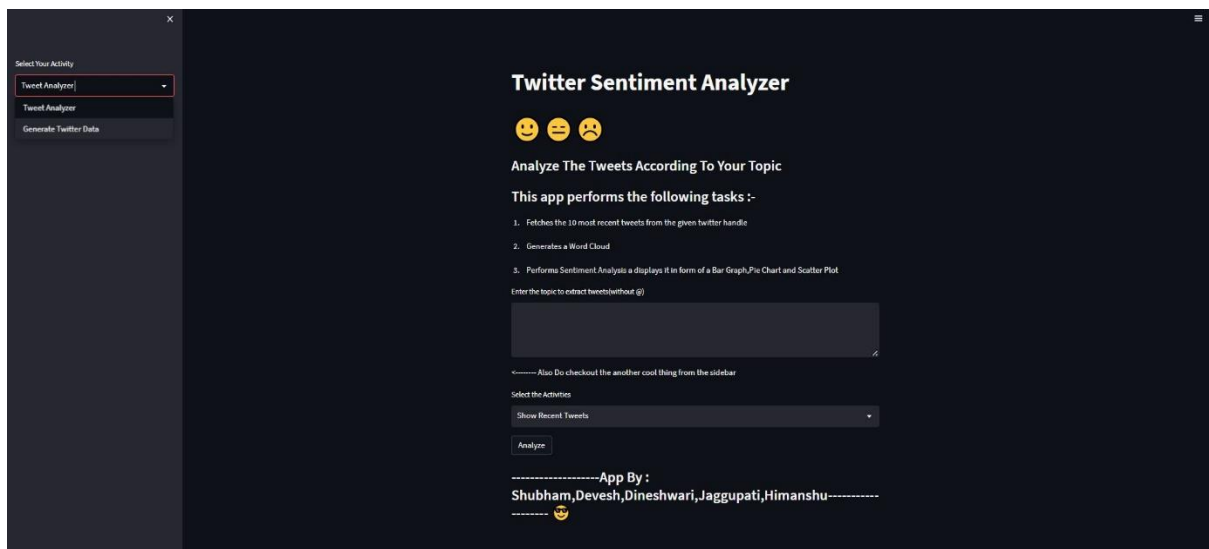 ×
≡
Select Your Activity
Tweet Analyzer
Tweet Analyzer
Generate Twitter Data
Twitter Sentiment Analyzer
🙂 😑 ☹️
Analyze The Tweets According To Your Topic
This app performs the following tasks :-
1. Fetches the 10 most recent tweets from the given twitter handle
2. Generates a Word Cloud
3. Performs Sentiment Analysis a displays it in form of a Bar Graph,Pie Chart and Scatter Plot
Enter the topic to extract tweets(without @)
<-------- Also Do checkout the another cool thing from the sidebar
Select the Activities
Show Recent Tweets
Analyze
-------------------App By :
Shubham,Devesh,Dineshwari,Jaggupati,Himanshu-----------
-------- 😎